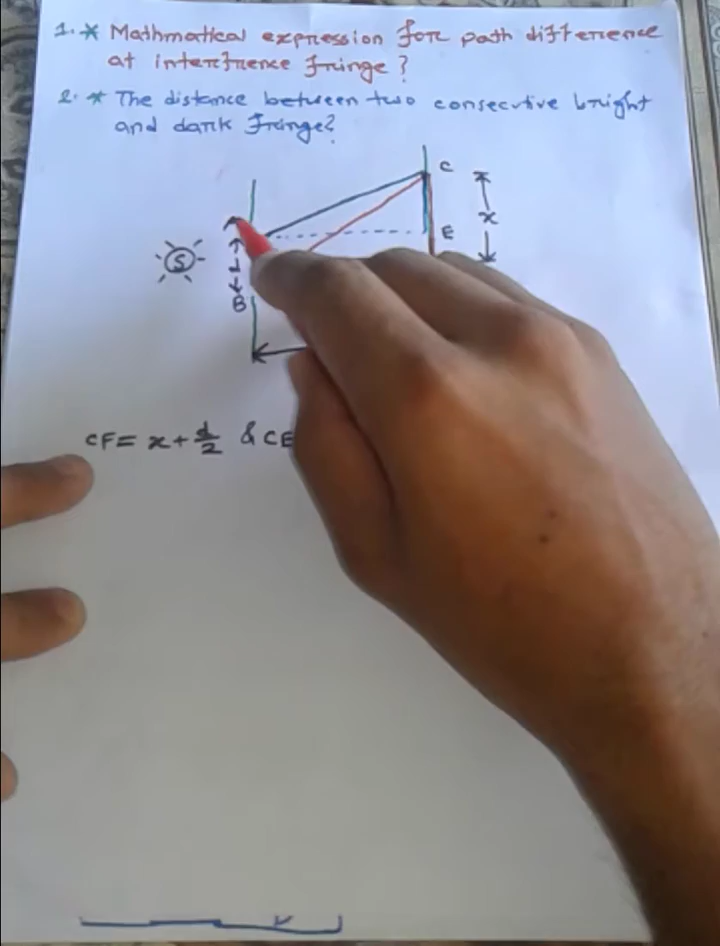 1. * Mathmatical expression for path difference
at interfrence fringe?
2. * The distance between two consecutive bright
and dark fringe?
C
x
E
S
d
B
CF = x + d/2 & CE